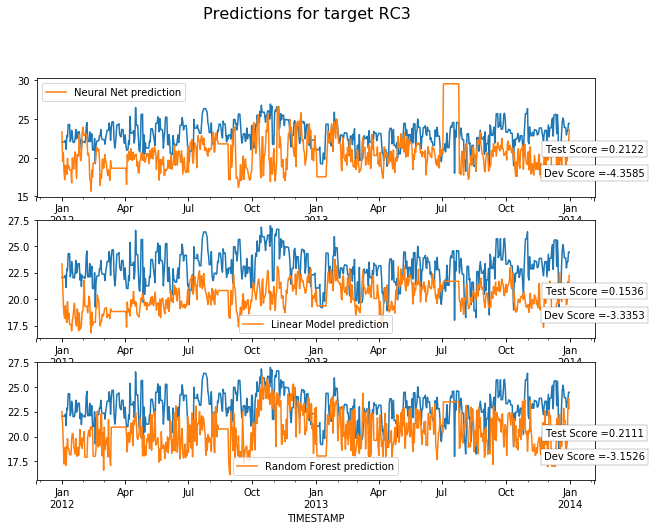 Predictions for target RC3
30
25
20
15
Neural Net prediction
Test Score =0.2122
Dev Score =-4.3585
Jan Apr Jul Oct Jan Apr Jul Oct Jan
2012 2013 2014
27.5
25.0
22.5
20.0
17.5
Linear Model prediction
Test Score =0.1536
Dev Score =-3.3353
Jan Apr Jul Oct Jan Apr Jul Oct Jan
2012 2013 2014
27.5
25.0
22.5
20.0
17.5
Random Forest prediction
Test Score =0.2111
Dev Score =-3.1526
Jan Apr Jul Oct Jan Apr Jul Oct Jan
2012 2013 2014
TIMESTAMP